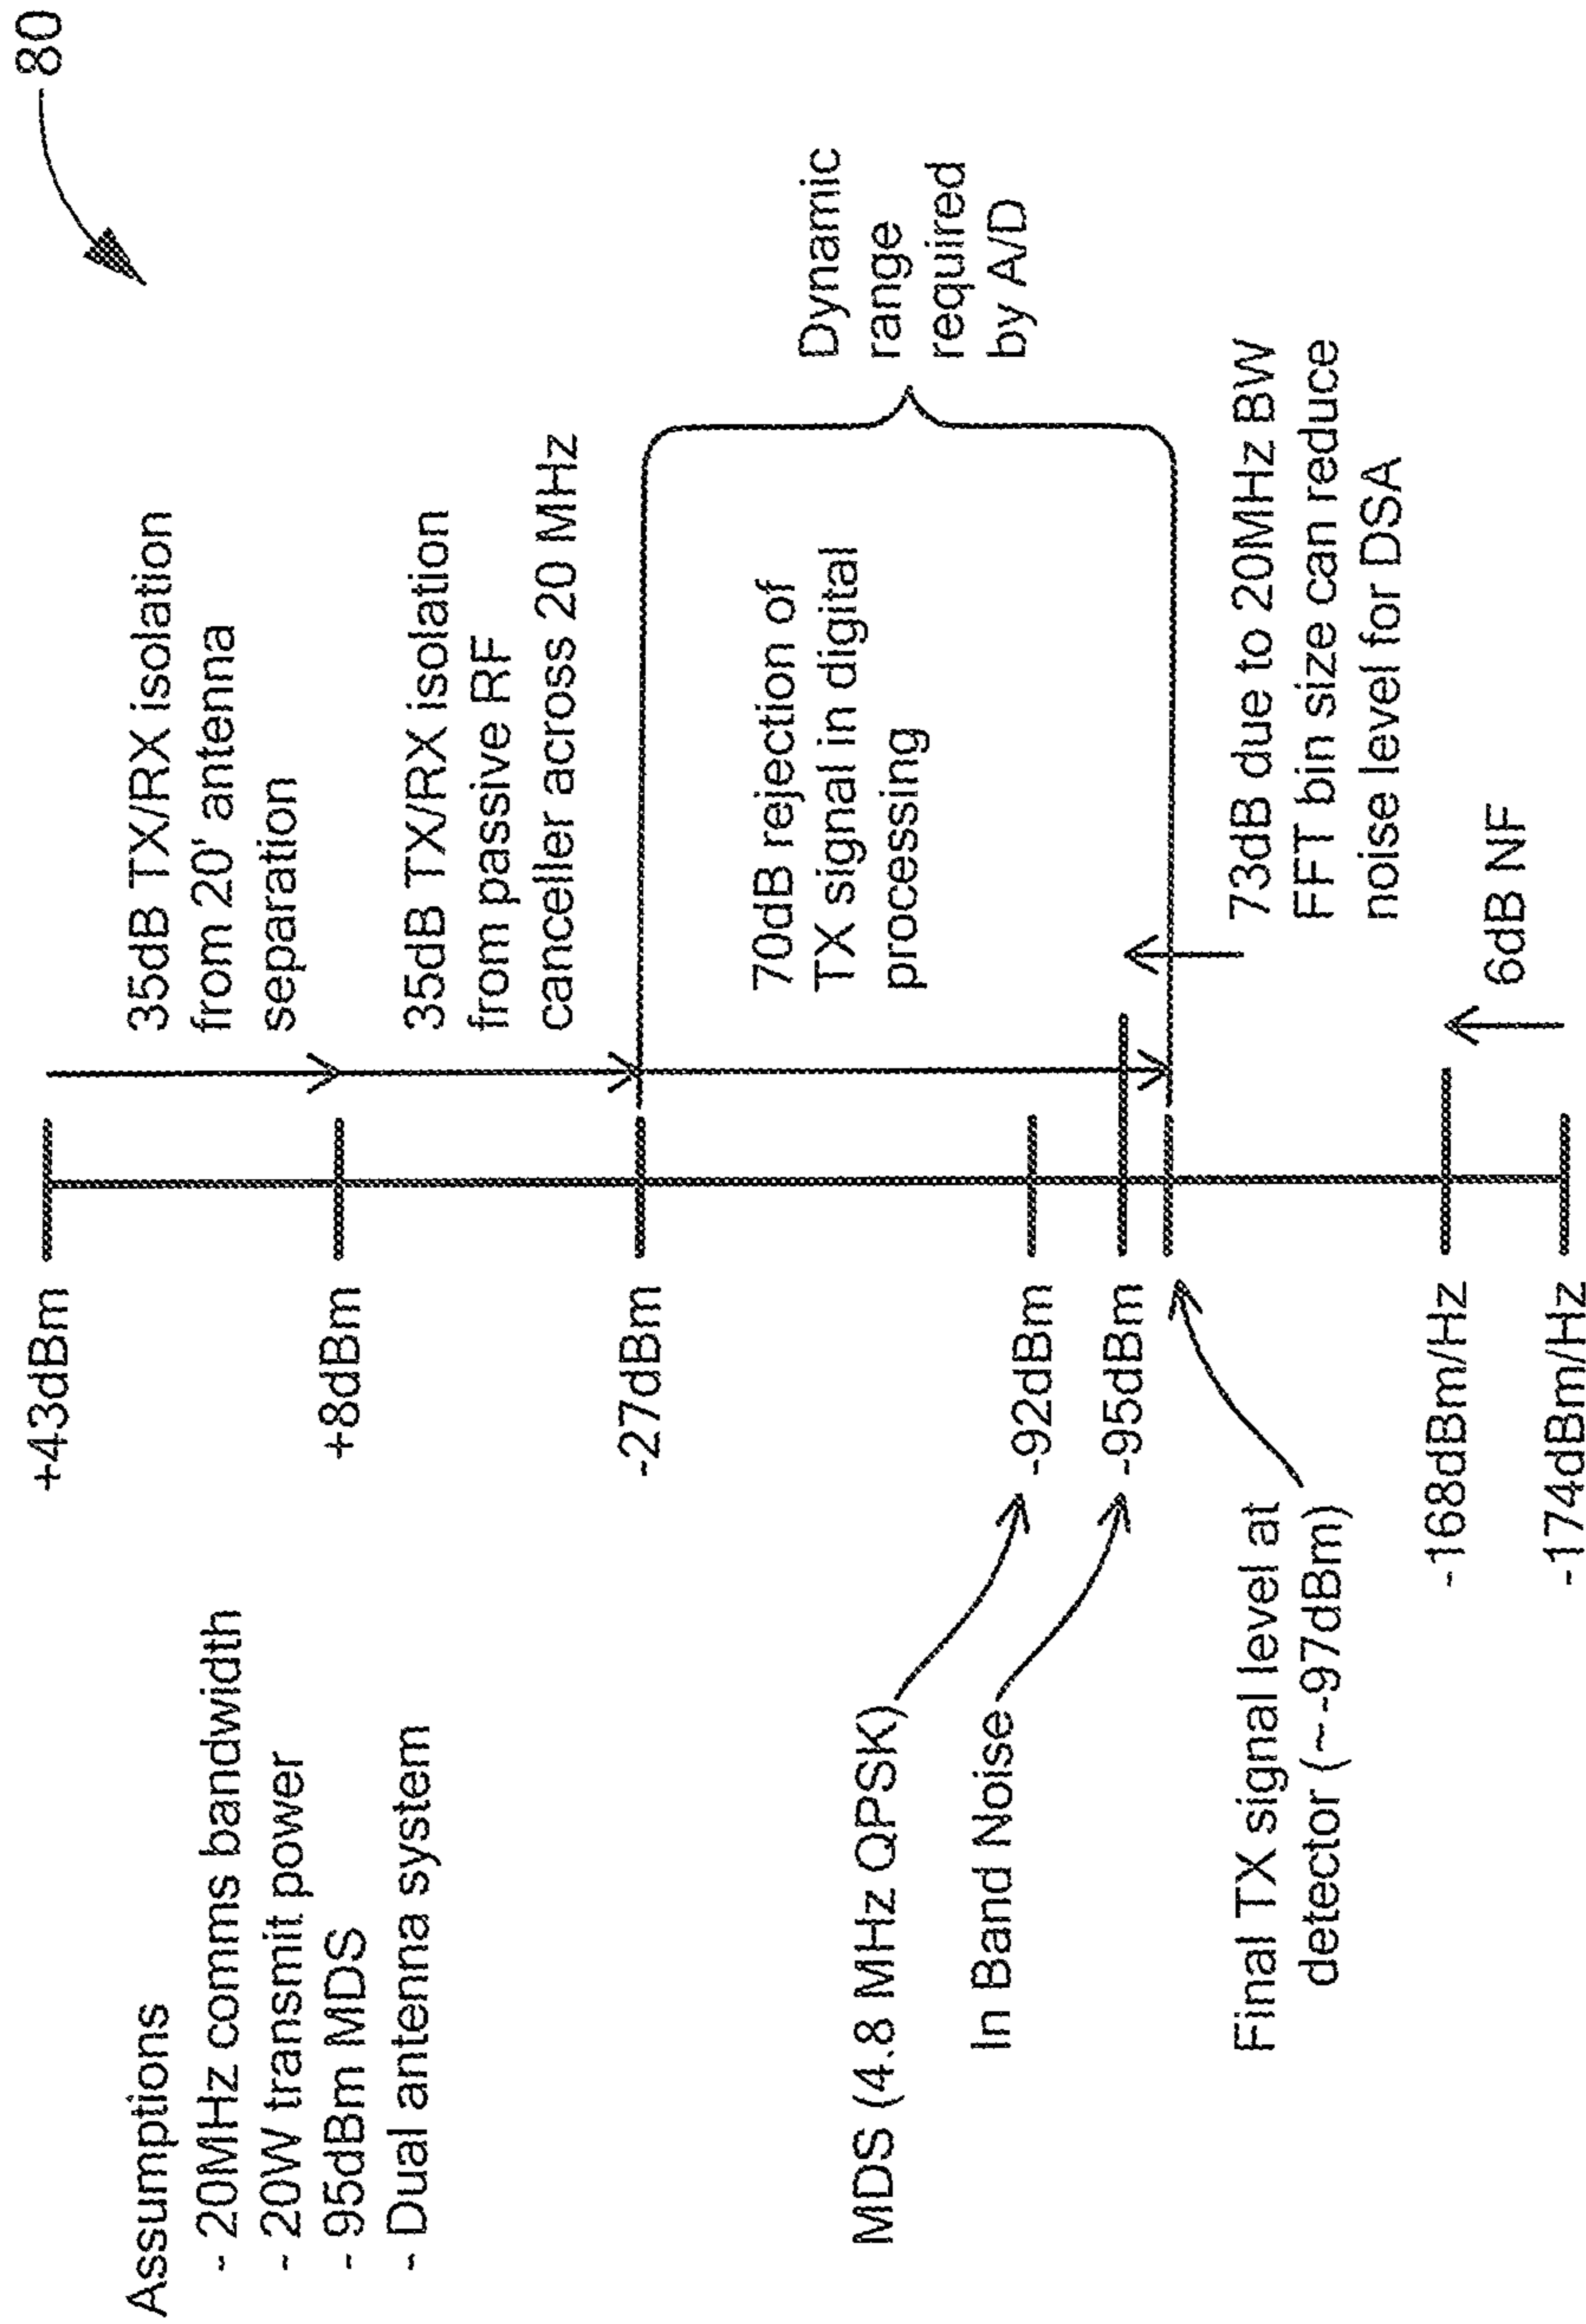 80
Assumptions
- 20MHz comms bandwidth
- 20W transmit power
- 95dBm MDS
- Dual antenna system
+43dBm
+8dBm
-27dBm
-92dBm
-95dBm
-168dBm/Hz
-174dBm/Hz
MDS (4.8 MHz QPSK)
In Band Noise
Final TX signal level at
detector (~-97dBm)
35dB TX/RX isolation
from 20' antenna
separation
35dB TX/RX isolation
from passive RF
canceller across 20 MHz
70dB rejection of
TX signal in digital
processing
Dynamic
range
required
by A/D
73dB due to 20MHz BW
FFT bin size can reduce
noise level for DSA
6dB NF